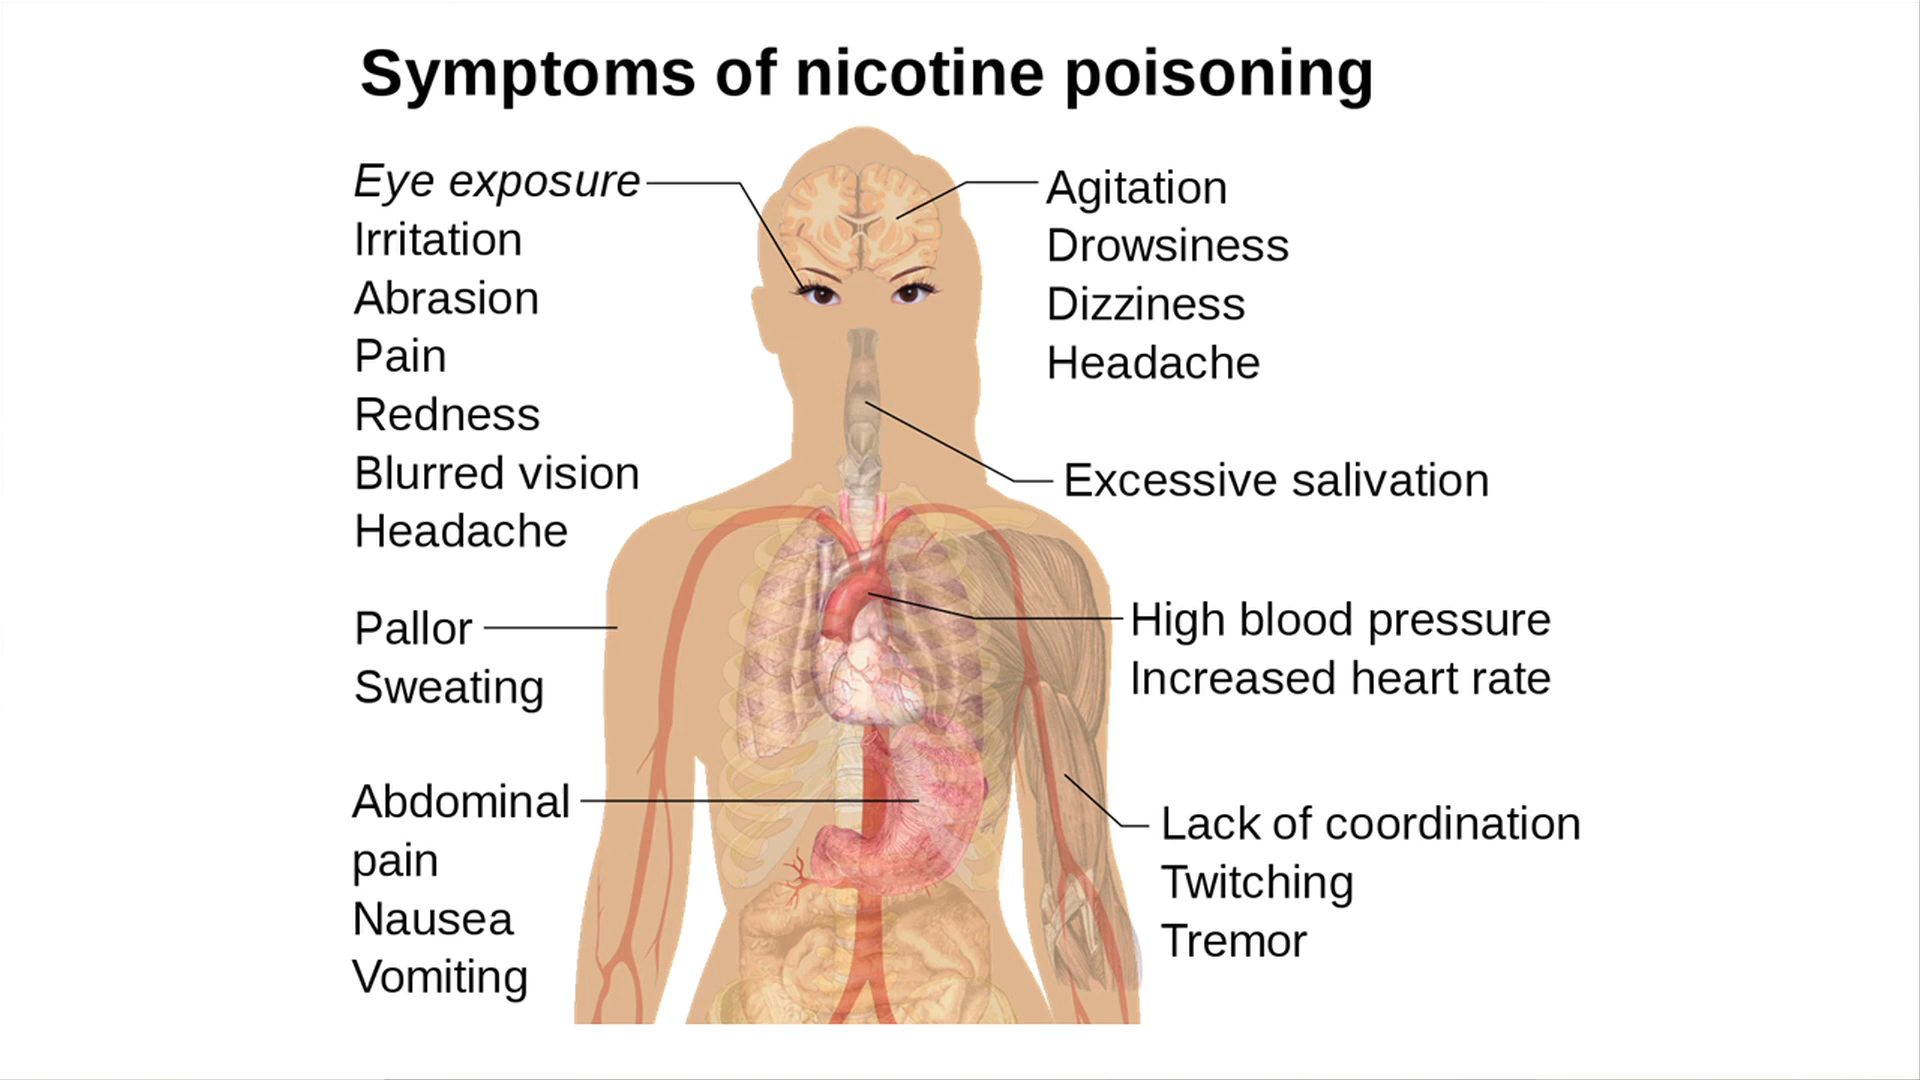 Symptoms of nicotine poisoning
Eye exposure
Irritation
Abrasion
Pain
Redness
Blurred vision
Headache
Pallor
Sweating
Abdominal
pain
Nausea
Vomiting
Agitation
Drowsiness
Dizziness
Headache
Excessive salivation
High blood pressure
Increased heart rate
Lack of coordination
Twitching
Tremor